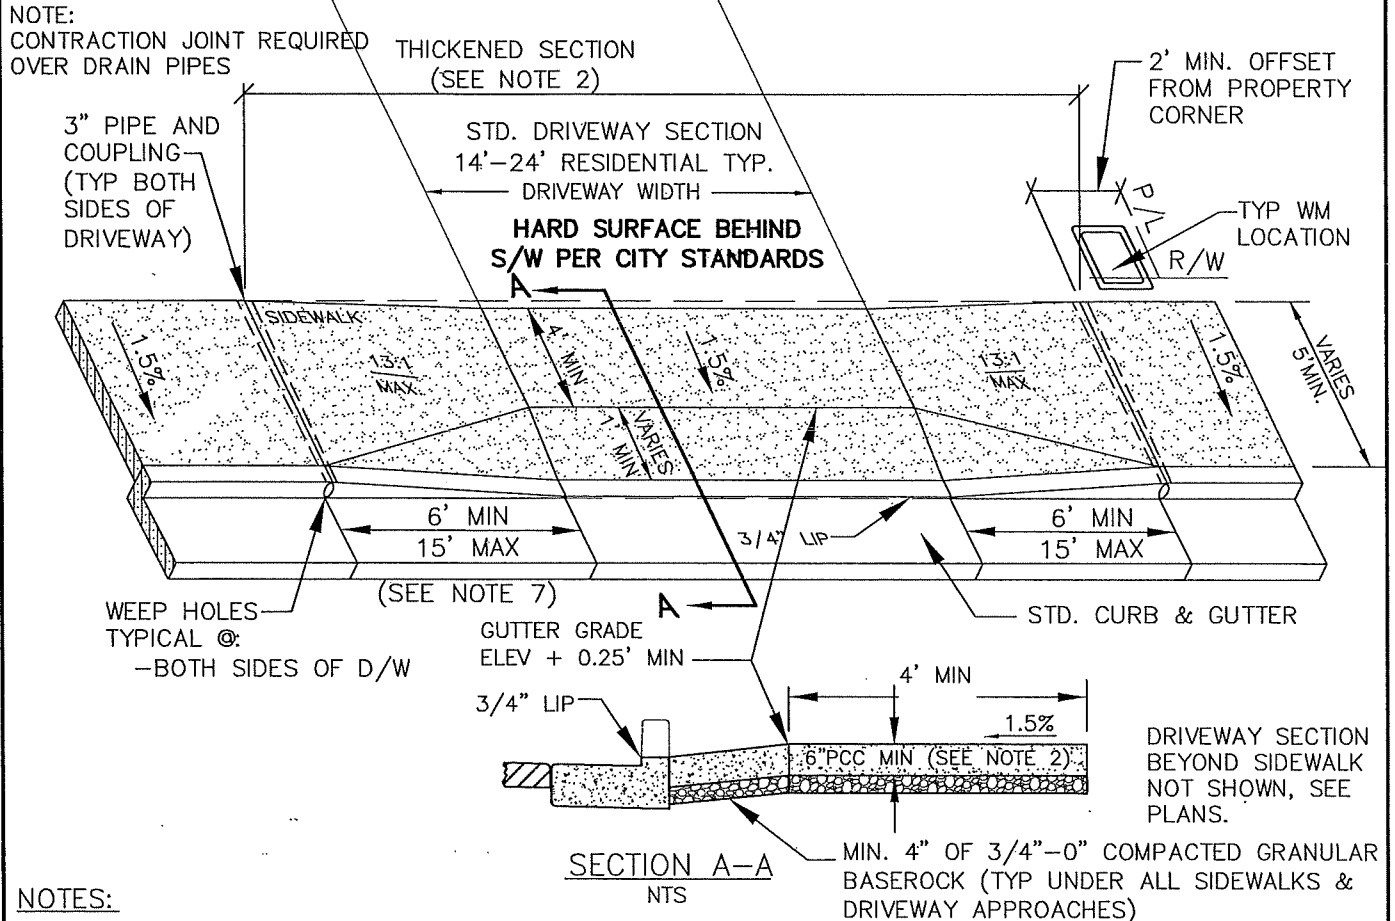 NOTE:
CONTRACTION JOINT REQUIRED
OVER DRAIN PIPES
THICKENED SECTION
(SEE NOTE 2)
2' MIN. OFFSET
FROM PROPERTY
CORNER
3" PIPE AND
COUPLING
(TYP BOTH
SIDES OF
DRIVEWAY)
STD. DRIVEWAY SECTION
14'-24' RESIDENTIAL TYP.
DRIVEWAY WIDTH
HARD SURFACE BEHIND
S/W PER CITY STANDARDS
P/L
TYP WM
LOCATION
R/W
A
SIDEWALK
1.5%
13:1
MAX
4' MIN
1.5%
13:1
MAX
1.5%
VARIES
5'MIN
VARIES
1' MIN
6' MIN
15' MAX
3/4" LIP
6' MIN
15' MAX
(SEE NOTE 7)
A
WEEP HOLES
TYPICAL @:
-BOTH SIDES OF D/W
GUTTER GRADE
ELEV + 0.25' MIN
STD. CURB & GUTTER
3/4" LIP
4' MIN
1.5%
6"PCC MIN (SEE NOTE 2)
DRIVEWAY SECTION
BEYOND SIDEWALK
NOT SHOWN, SEE
PLANS.
SECTION A-A
NTS
MIN. 4" OF 3/4"-0" COMPACTED GRANULAR
BASEROCK (TYP UNDER ALL SIDEWALKS &
DRIVEWAY APPROACHES)
NOTES: